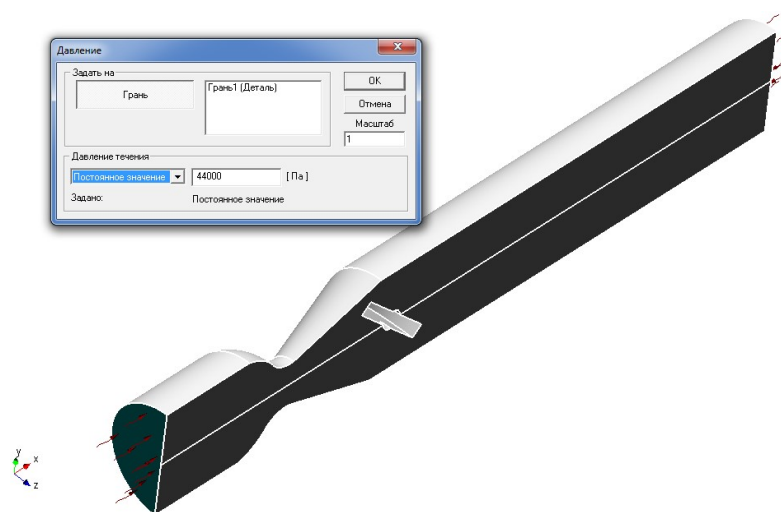 Давление
Задать на
Грань
Грань1 (Деталь)
OK
Отмена
Масштаб
1
Давление течения
Постоянное значение
44000
[ Па ]
Задано:
Постоянное значение
y
x
z